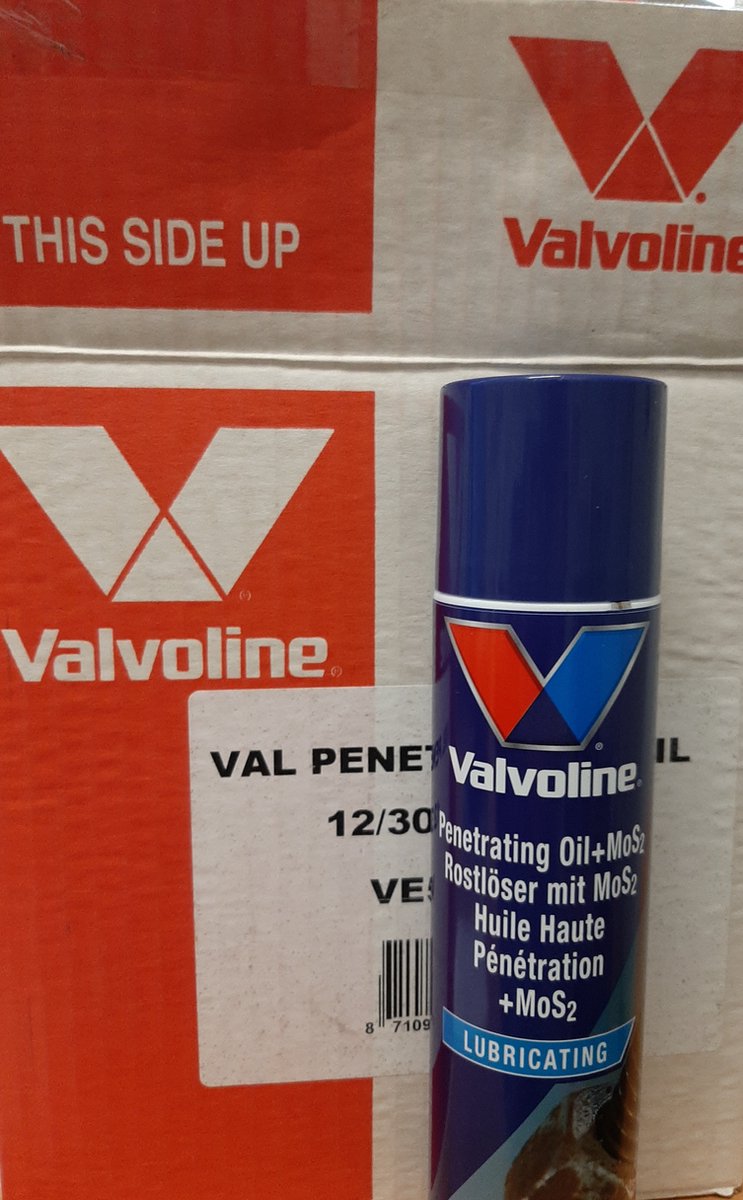 THIS SIDE UP
Valvoline
Valvoline
VAL PENET
IL
12/30
VE5
8 7109
Valvoline
Penetrating Oil+MoS2
Rostlöser mit MoS2
Huile Haute
Pénétration
+MoS2
LUBRICATING